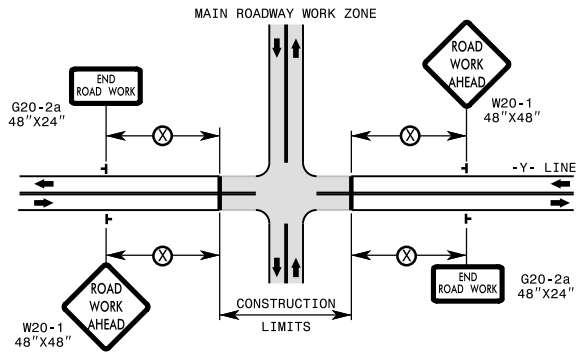 MAIN ROADWAY WORK ZONE
END
ROAD WORK
G20-2a
48"X24"
X
ROAD
WORK
AHEAD
W20-1
48"X48"
X
-Y- LINE
X
ROAD
WORK
AHEAD
W20-1
48"X48"
CONSTRUCTION
LIMITS
X
END
ROAD WORK
G20-2a
48"X24"